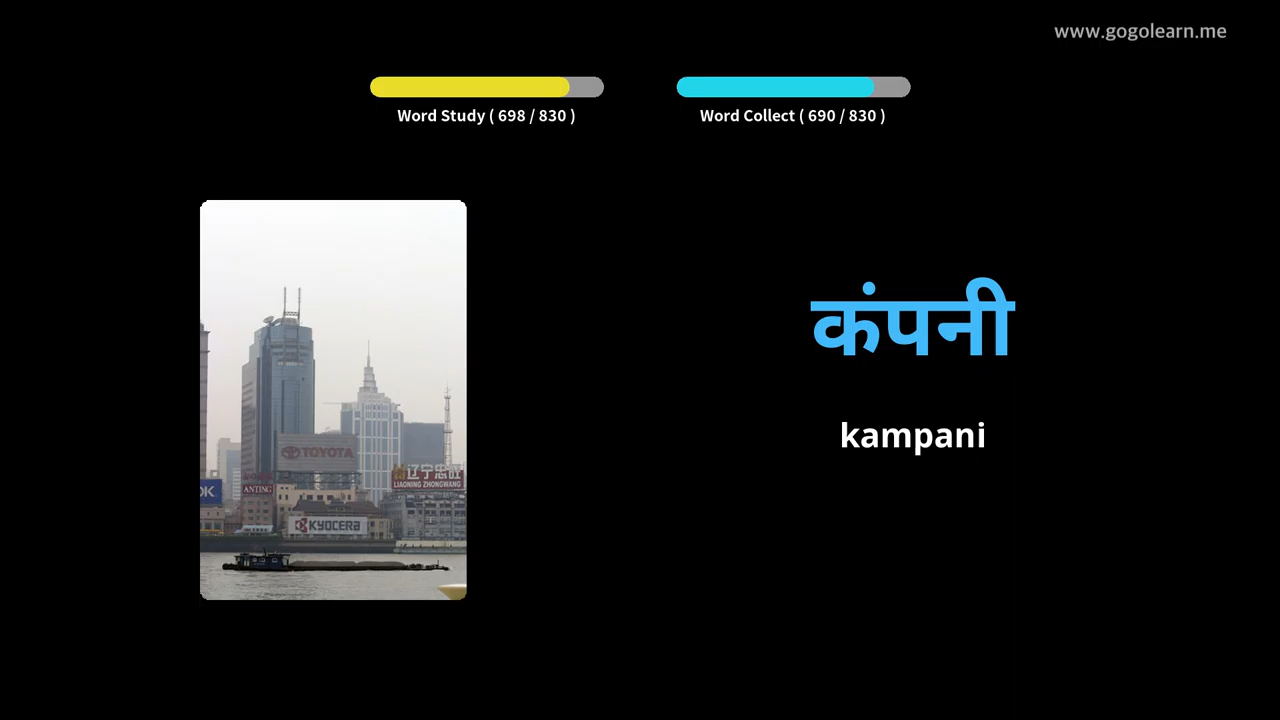 www.gogolearn.me
Word Study ( 698 / 830 )
Word Collect ( 690 / 830 )
कंपनी
kampani
TOYOTA
辽宁忠旺
LIAONING ZHONGWANG
ANTING
KYOCERA